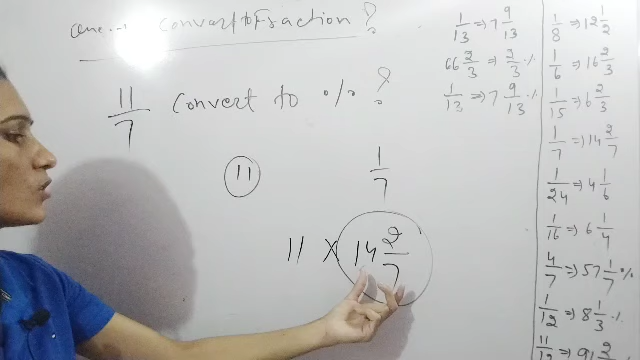 Convert to Fraction ?
11/7 Convert to % ?
11 1/7
11 X 14 2/7
1/13 ⇒ 7 9/13
66 2/3 ⇒ 2/3 %
1/13 ⇒ 7 9/13 %
1/8 ⇒ 12 1/2
1/6 ⇒ 16 2/3
1/15 ⇒ 6 2/3
1/7 ⇒ 14 2/7
1/24 ⇒ 4 1/6
1/16 ⇒ 6 1/4
4/7 ⇒ 57 1/7 %
1/12 ⇒ 8 1/3 %